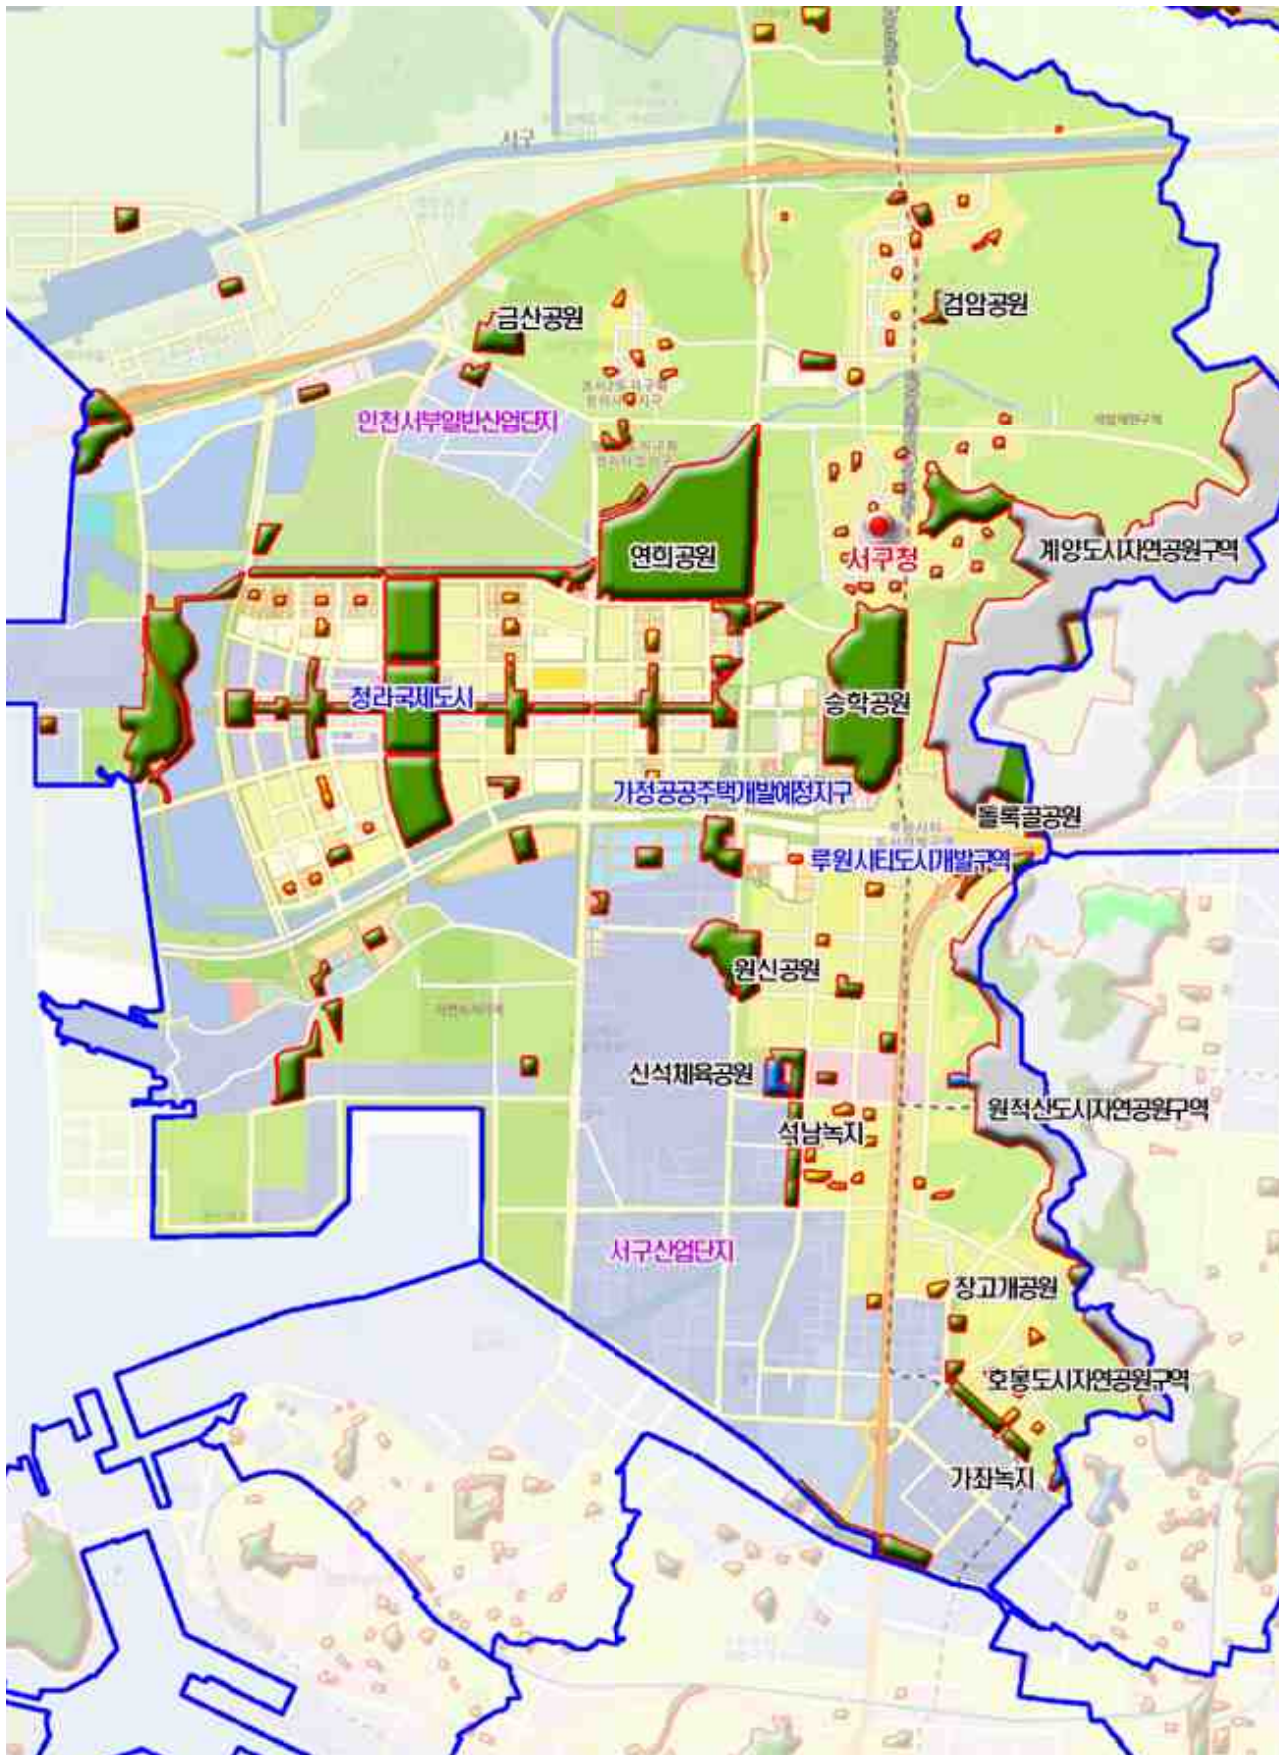 서구
금산공원
검암공원
인천서부일반산업단지
연희공원
서구청
계양도시자연공원구역
청라국제도시
승학공원
가정공공주택개발예정지구
돌록골공원
루원시티도시개발구역
원신공원
신석체육공원
원적산도시자연공원구역
석남녹지
서구산업단지
장고개공원
호봉도시자연공원구역
가좌녹지